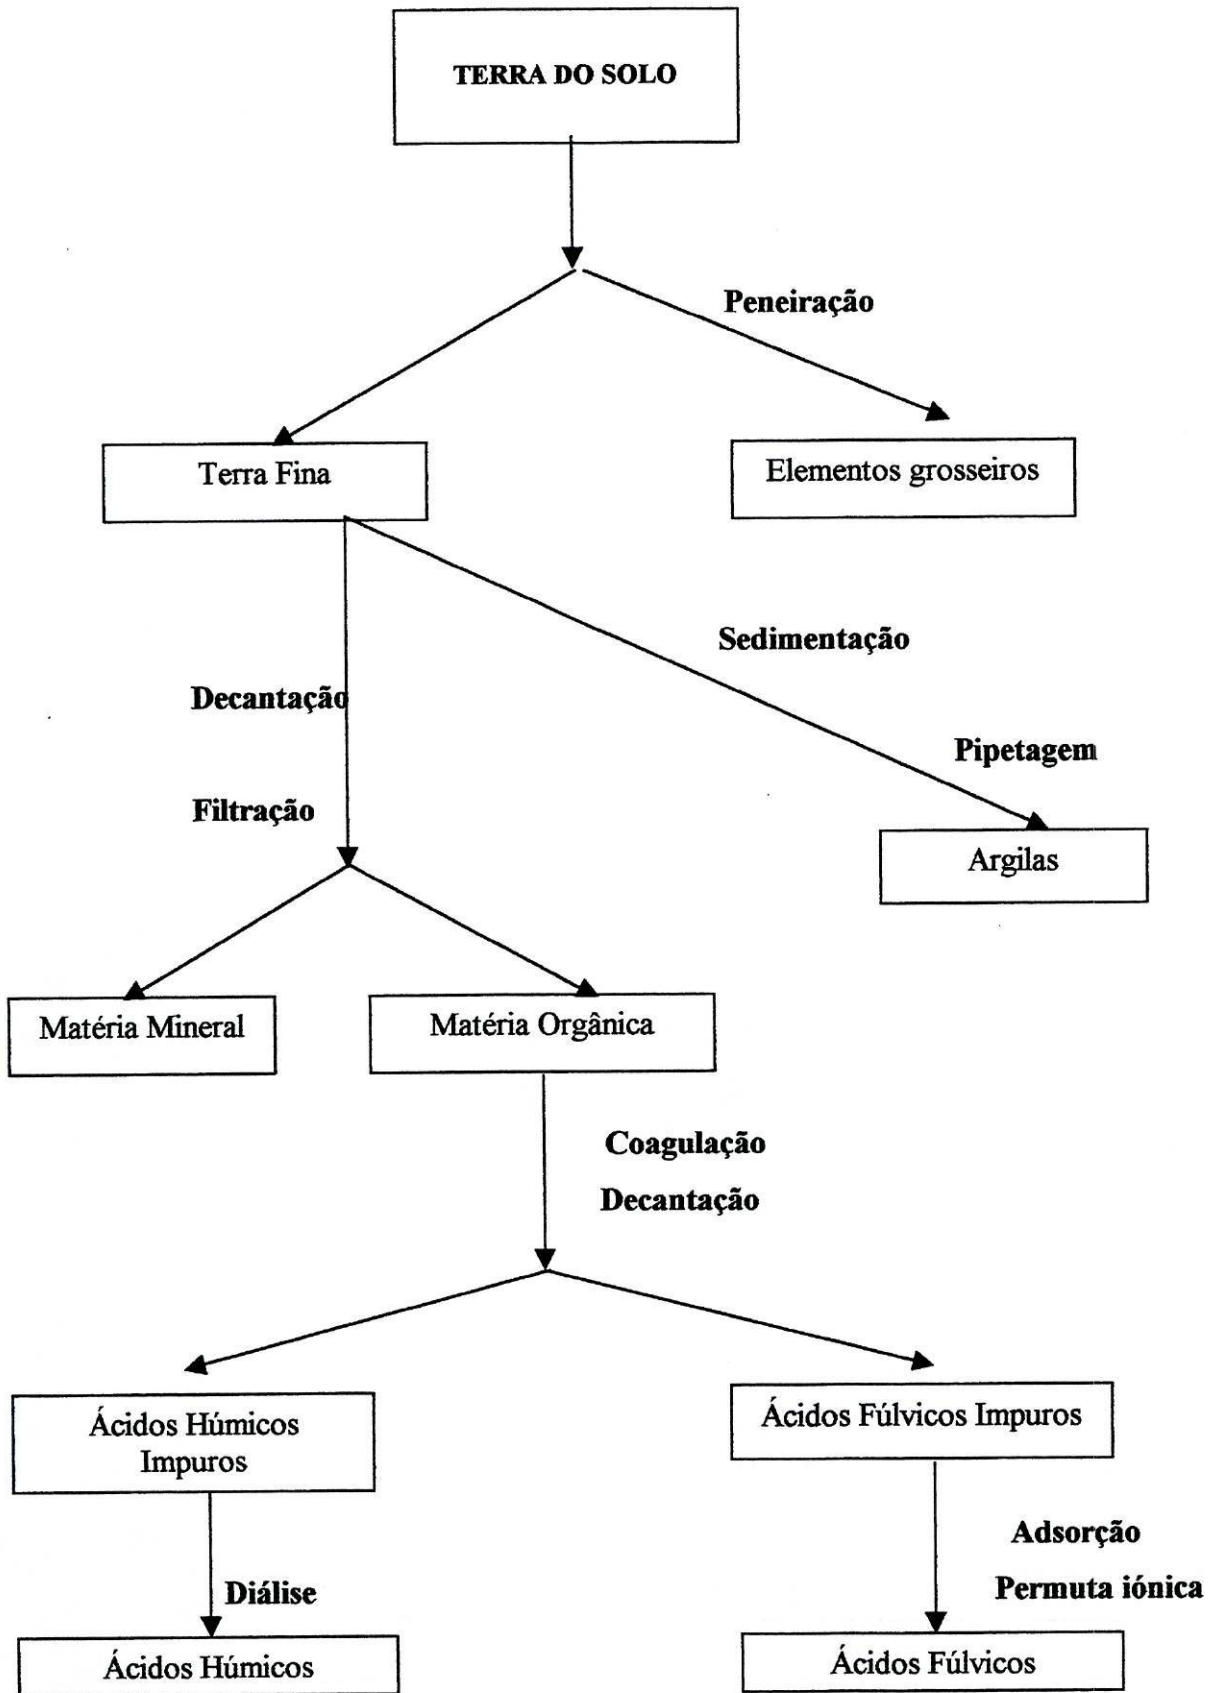 TERRA DO SOLO
Peneiração
Terra Fina
Elementos grosseiros
Sedimentação
Decantação
Pipetagem
Filtração
Argilas
Matéria Mineral
Matéria Orgânica
Coagulação
Decantação
Ácidos Húmicos
Impuros
Ácidos Fúlvicos Impuros
Adsorção
Diálise
Permuta iónica
Ácidos Húmicos
Ácidos Fúlvicos